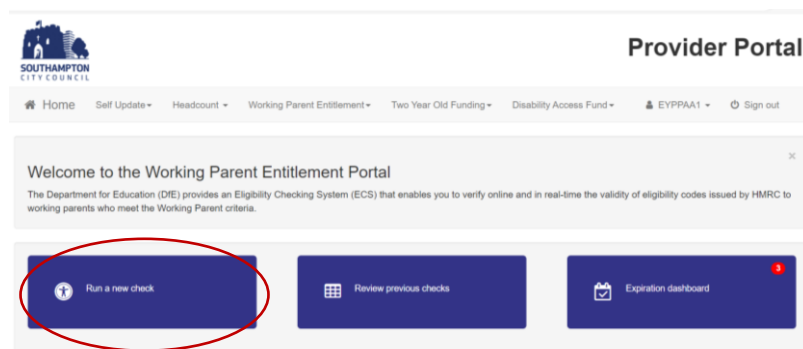 SOUTHAMPTON
CITY COUNCIL
Provider Portal
Home Self Update Headcount Working Parent Entitlement Two Year Old Funding Disability Access Fund EYPPAA1 Sign out
×
Welcome to the Working Parent Entitlement Portal
The Department for Education (DfE) provides an Eligibility Checking System (ECS) that enables you to verify online and in real-time the validity of eligibility codes issued by HMRC to
working parents who meet the Working Parent criteria.
3
Run a new check Review previous checks Expiration dashboard